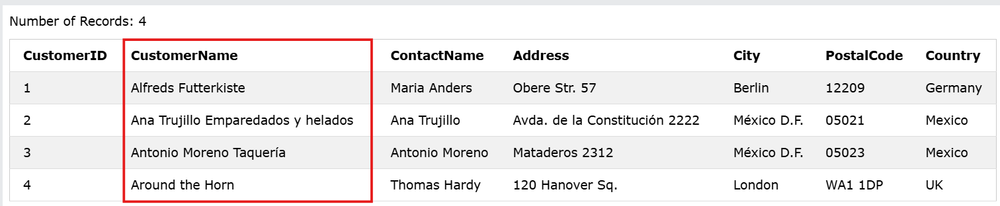 Number of Records: 4
CustomerID CustomerName ContactName Address City PostalCode Country
1 Alfreds Futterkiste Maria Anders Obere Str. 57 Berlin 12209 Germany
2 Ana Trujillo Emparedados y helados Ana Trujillo Avda. de la Constitución 2222 México D.F. 05021 Mexico
3 Antonio Moreno Taquería Antonio Moreno Mataderos 2312 México D.F. 05023 Mexico
4 Around the Horn Thomas Hardy 120 Hanover Sq. London WA1 1DP UK